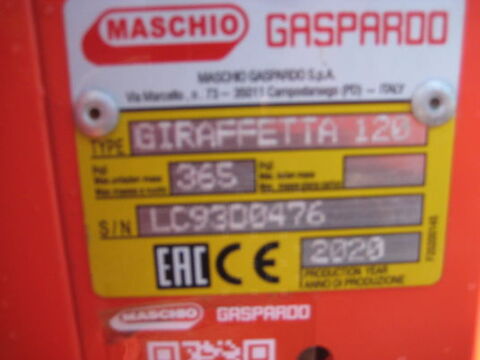 MASCHIO GASPARDO
MASCHIO GASPARDO S.p.A.
Via Marcello , n . 73 - 35011 Campodarsego (PD) - ITALY
TYPE GIRAFFETTA 120
365
S/N LC93D0476
EAC CE 2020
PRODUCTION YEAR
ANNO DI PRODUZIONE
MASCHIO GASPARDO